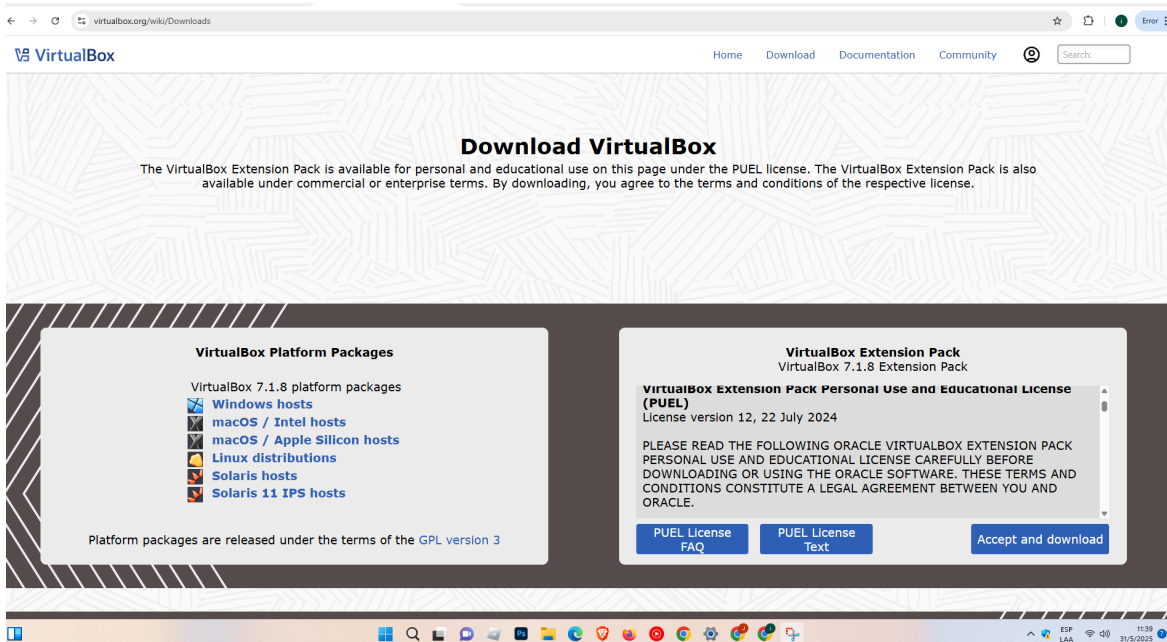 virtualbox.org/wiki/Downloads
Error
VirtualBox
Home
Download
Documentation
Community
Search:
Download VirtualBox
The VirtualBox Extension Pack is available for personal and educational use on this page under the PUEL license. The VirtualBox Extension Pack is also
available under commercial or enterprise terms. By downloading, you agree to the terms and conditions of the respective license.
VirtualBox Platform Packages
VirtualBox 7.1.8 platform packages
Windows hosts
macOS / Intel hosts
macOS / Apple Silicon hosts
Linux distributions
Solaris hosts
Solaris 11 IPS hosts
Platform packages are released under the terms of the GPL version 3
VirtualBox Extension Pack
VirtualBox 7.1.8 Extension Pack
VirtualBox Extension Pack Personal Use and Educational License
(PUEL)
License version 12, 22 July 2024
PLEASE READ THE FOLLOWING ORACLE VIRTUALBOX EXTENSION PACK
PERSONAL USE AND EDUCATIONAL LICENSE CAREFULLY BEFORE
DOWNLOADING OR USING THE ORACLE SOFTWARE. THESE TERMS AND
CONDITIONS CONSTITUTE A LEGAL AGREEMENT BETWEEN YOU AND
ORACLE.
PUEL License
FAQ
PUEL License
Text
Accept and download
Ps
ESP
LAA
11:39
31/5/2025